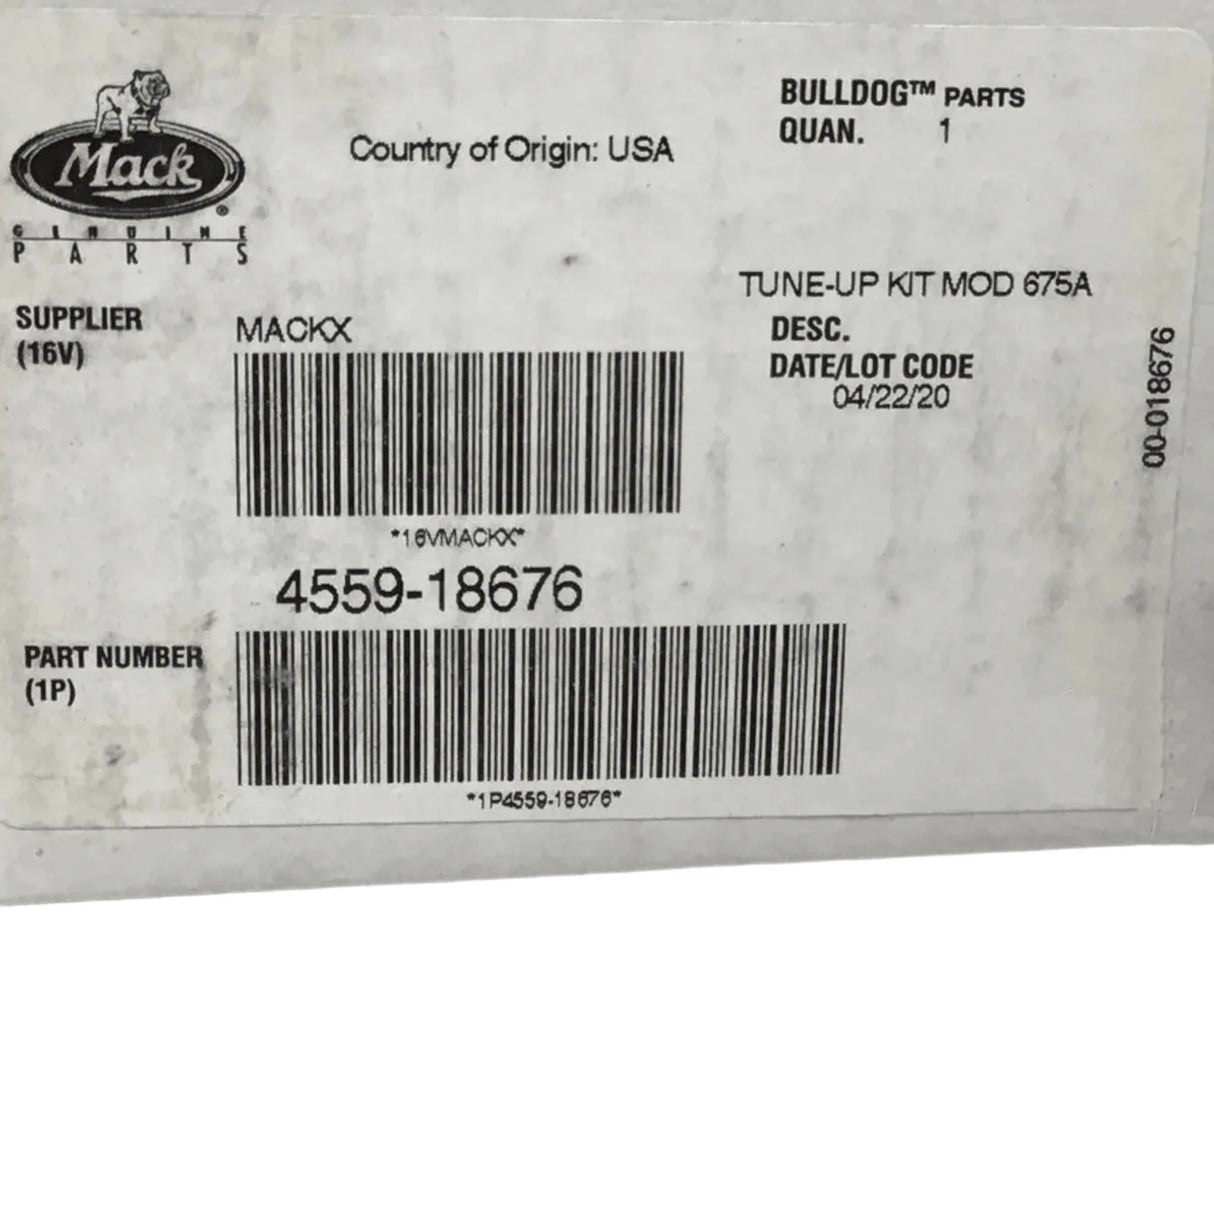 Mack
GENUINE
PARTS
Country of Origin: USA
BULLDOG™ PARTS
QUAN. 1
TUNE-UP KIT MOD 675A
DESC.
DATE/LOT CODE
04/22/20
00-018676
SUPPLIER
(16V)
MACKX
*16VMACKX*
4559-18676
PART NUMBER
(1P)
*1P4559-18676*